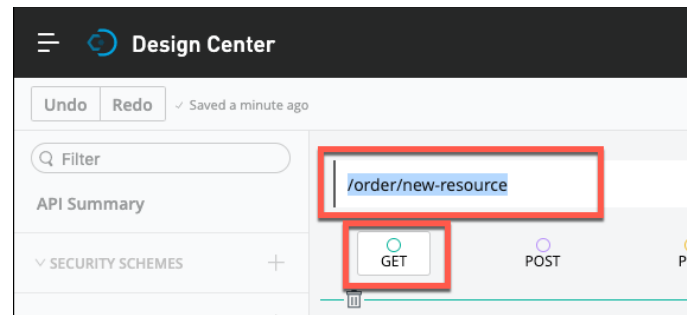 Design Center
Undo Redo ✓ Saved a minute ago
Filter
/order/new-resource
API Summary
GET POST P
SECURITY SCHEMES +